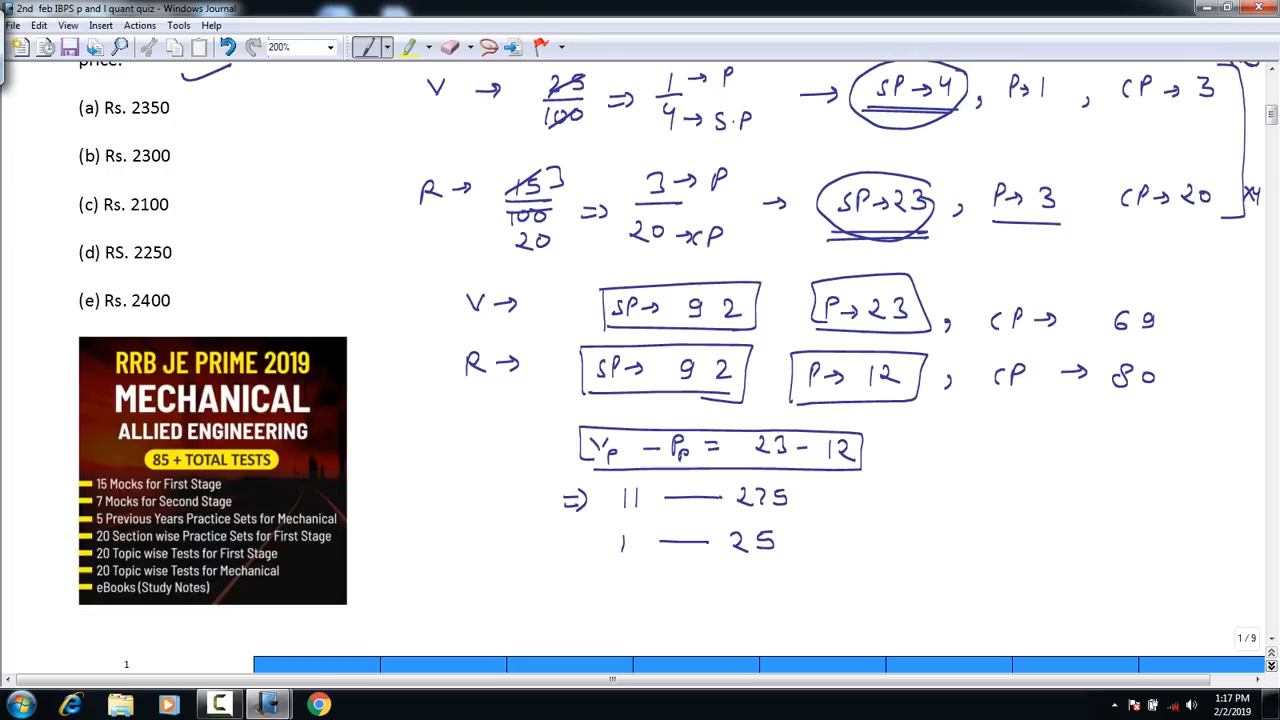 2nd feb IBPS p and I quant quiz - Windows Journal
File Edit View Insert Actions Tools Help
200%
price.
(a) Rs. 2350
(b) Rs. 2300
(c) Rs. 2100
(d) RS. 2250
(e) Rs. 2400
V → 25/100 ⇒ 1 → P / 4 → S.P → SP → 4, P → 1, CP → 3
R → 15 3/100 20 ⇒ 3 → P / 20 → CP → SP → 23, P → 3 CP → 20 x4
V → SP → 92 P → 23, CP → 69
R → SP → 92 P → 12, CP → 80
Vp - Pp = 23 - 12
⇒ 11 — 275
1 — 25
RRB JE PRIME 2019
MECHANICAL
ALLIED ENGINEERING
85 + TOTAL TESTS
15 Mocks for First Stage
7 Mocks for Second Stage
5 Previous Years Practice Sets for Mechanical
20 Section wise Practice Sets for First Stage
20 Topic wise Tests for First Stage
20 Topic wise Tests for Mechanical
eBooks (Study Notes)
1 / 9
1
1:17 PM
2/2/2019